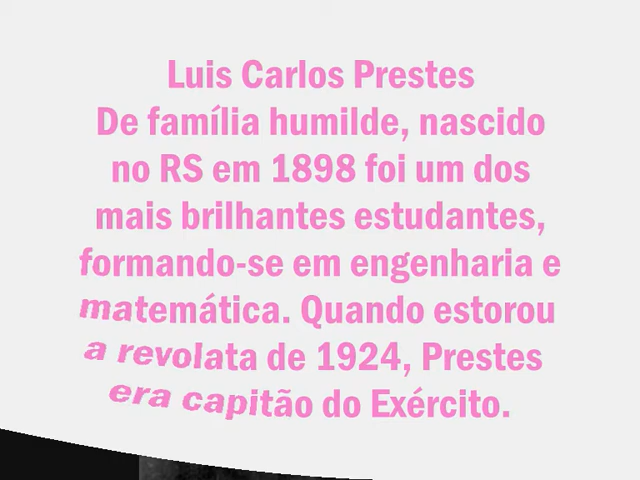 Luis Carlos Prestes
De família humilde, nascido
no RS em 1898 foi um dos
mais brilhantes estudantes,
formando-se em engenharia e
matemática. Quando estorou
a revolata de 1924, Prestes
era capitão do Exército.